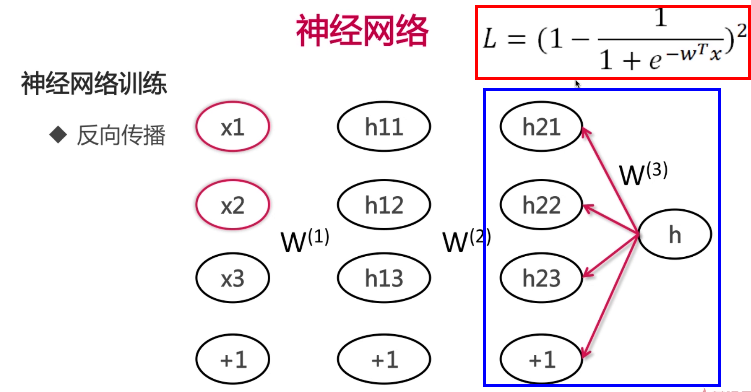 神经网络
L = (1 − 1 / (1 + e^{−w^T x}))^2
神经网络训练
◆ 反向传播
x1 h11 h21
W(3)
x2 h12 h22
W(1) W(2) h
x3 h13 h23
+1 +1 +1